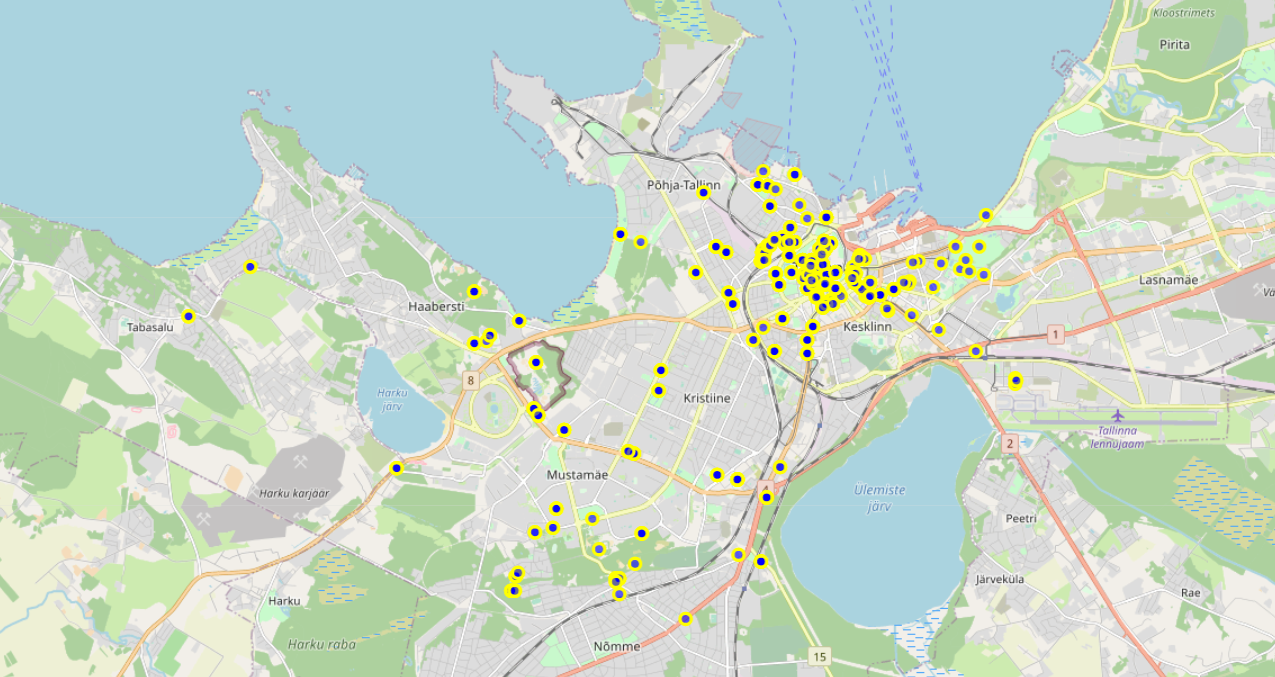 Kloostrimets
Pirita
Põhja-Tallinn
Lasnamäe
Haabersti
Tabasalu
Kesklinn
1
8
Harku
järv
Kristiine
Tallinna
lennujaam
2
Mustamäe
Harku karjäär
4
Ülemiste
järv
Peetri
Järveküla
Rae
Harku
Harku raba
Nõmme
15